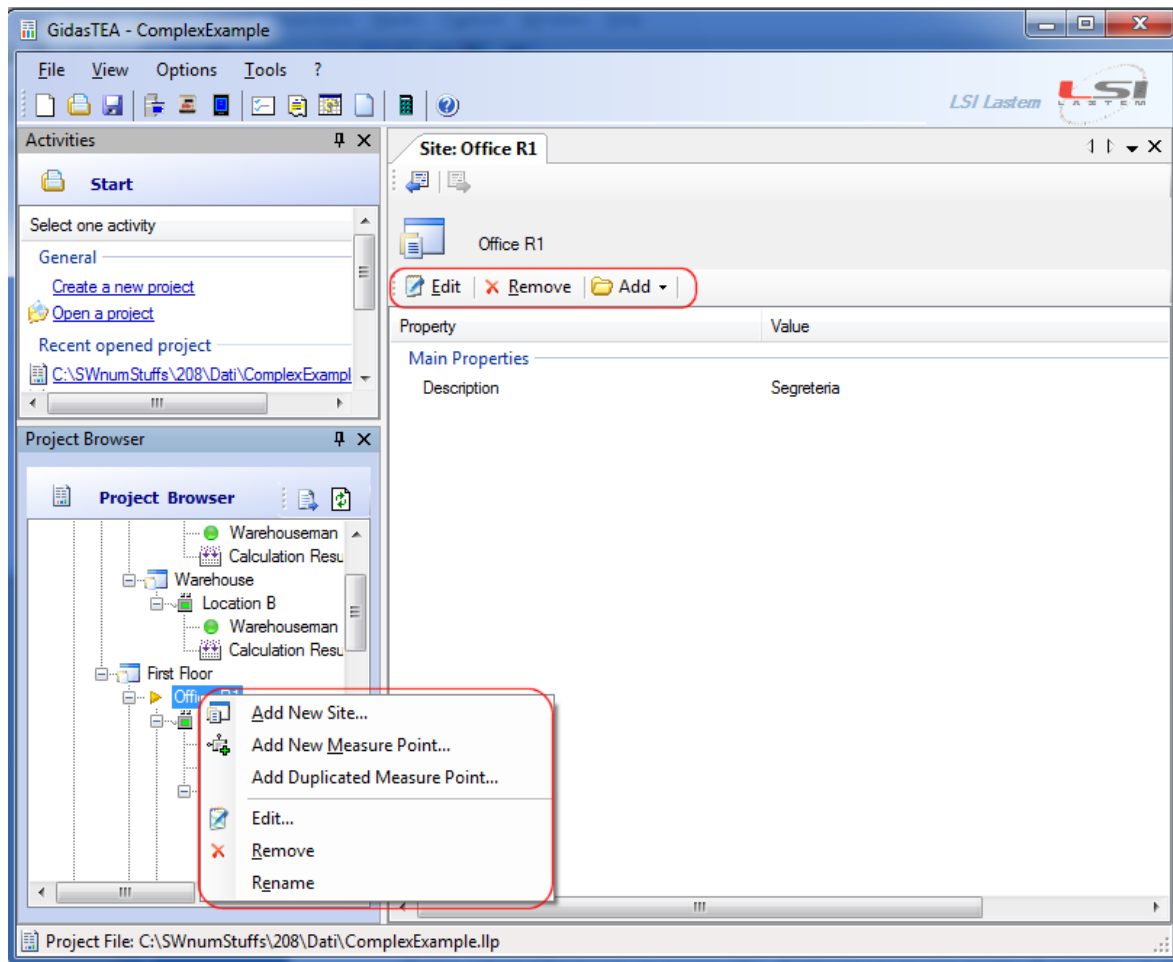 GidasTEA - ComplexExample
File View Options Tools ?
LSI Lastem
LSI
LASTEM
Activities
Start
Select one activity
General
Create a new project
Open a project
Recent opened project
C:\SWnumStuffs\208\Dati\ComplexExampl
Project Browser
Project Browser
Warehouseman
Calculation Resu
Warehouse
Location B
Warehouseman
Calculation Resu
First Floor
Office R1
Add New Site...
Add New Measure Point...
Add Duplicated Measure Point...
Edit...
Remove
Rename
Site: Office R1
Office R1
Edit Remove Add
Property Value
Main Properties
Description Segreteria
Project File: C:\SWnumStuffs\208\Dati\ComplexExample.llp